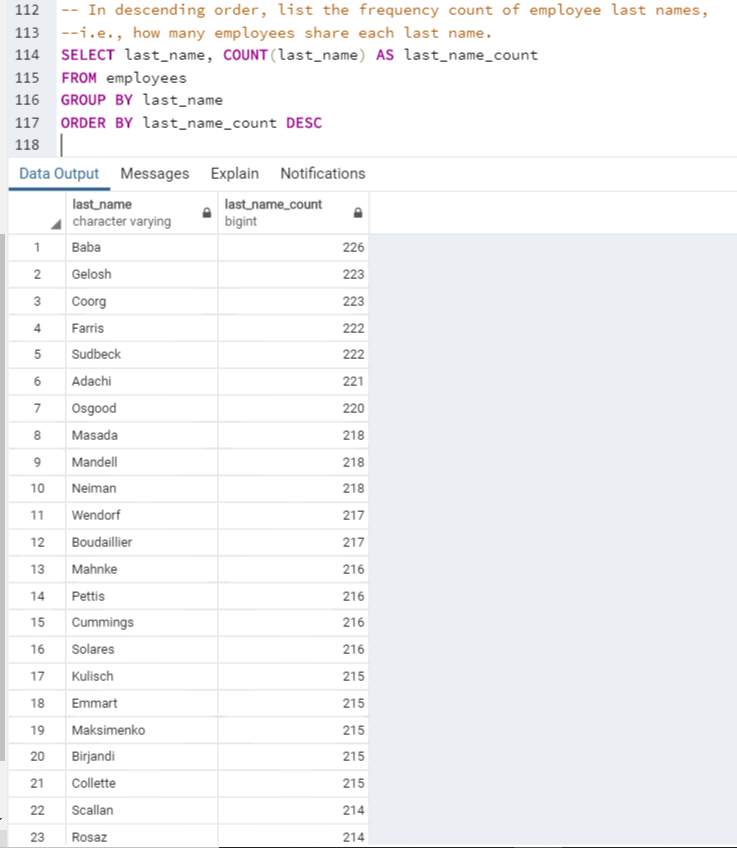 112 -- In descending order, list the frequency count of employee last names,
113 --i.e., how many employees share each last name.
114 SELECT last_name, COUNT(last_name) AS last_name_count
115 FROM employees
116 GROUP BY last_name
117 ORDER BY last_name_count DESC
118
Data Output Messages Explain Notifications
last_name last_name_count
character varying bigint
1 Baba 226
2 Gelosh 223
3 Coorg 223
4 Farris 222
5 Sudbeck 222
6 Adachi 221
7 Osgood 220
8 Masada 218
9 Mandell 218
10 Neiman 218
11 Wendorf 217
12 Boudaillier 217
13 Mahnke 216
14 Pettis 216
15 Cummings 216
16 Solares 216
17 Kulisch 215
18 Emmart 215
19 Maksimenko 215
20 Birjandi 215
21 Collette 215
22 Scallan 214
23 Rosaz 214